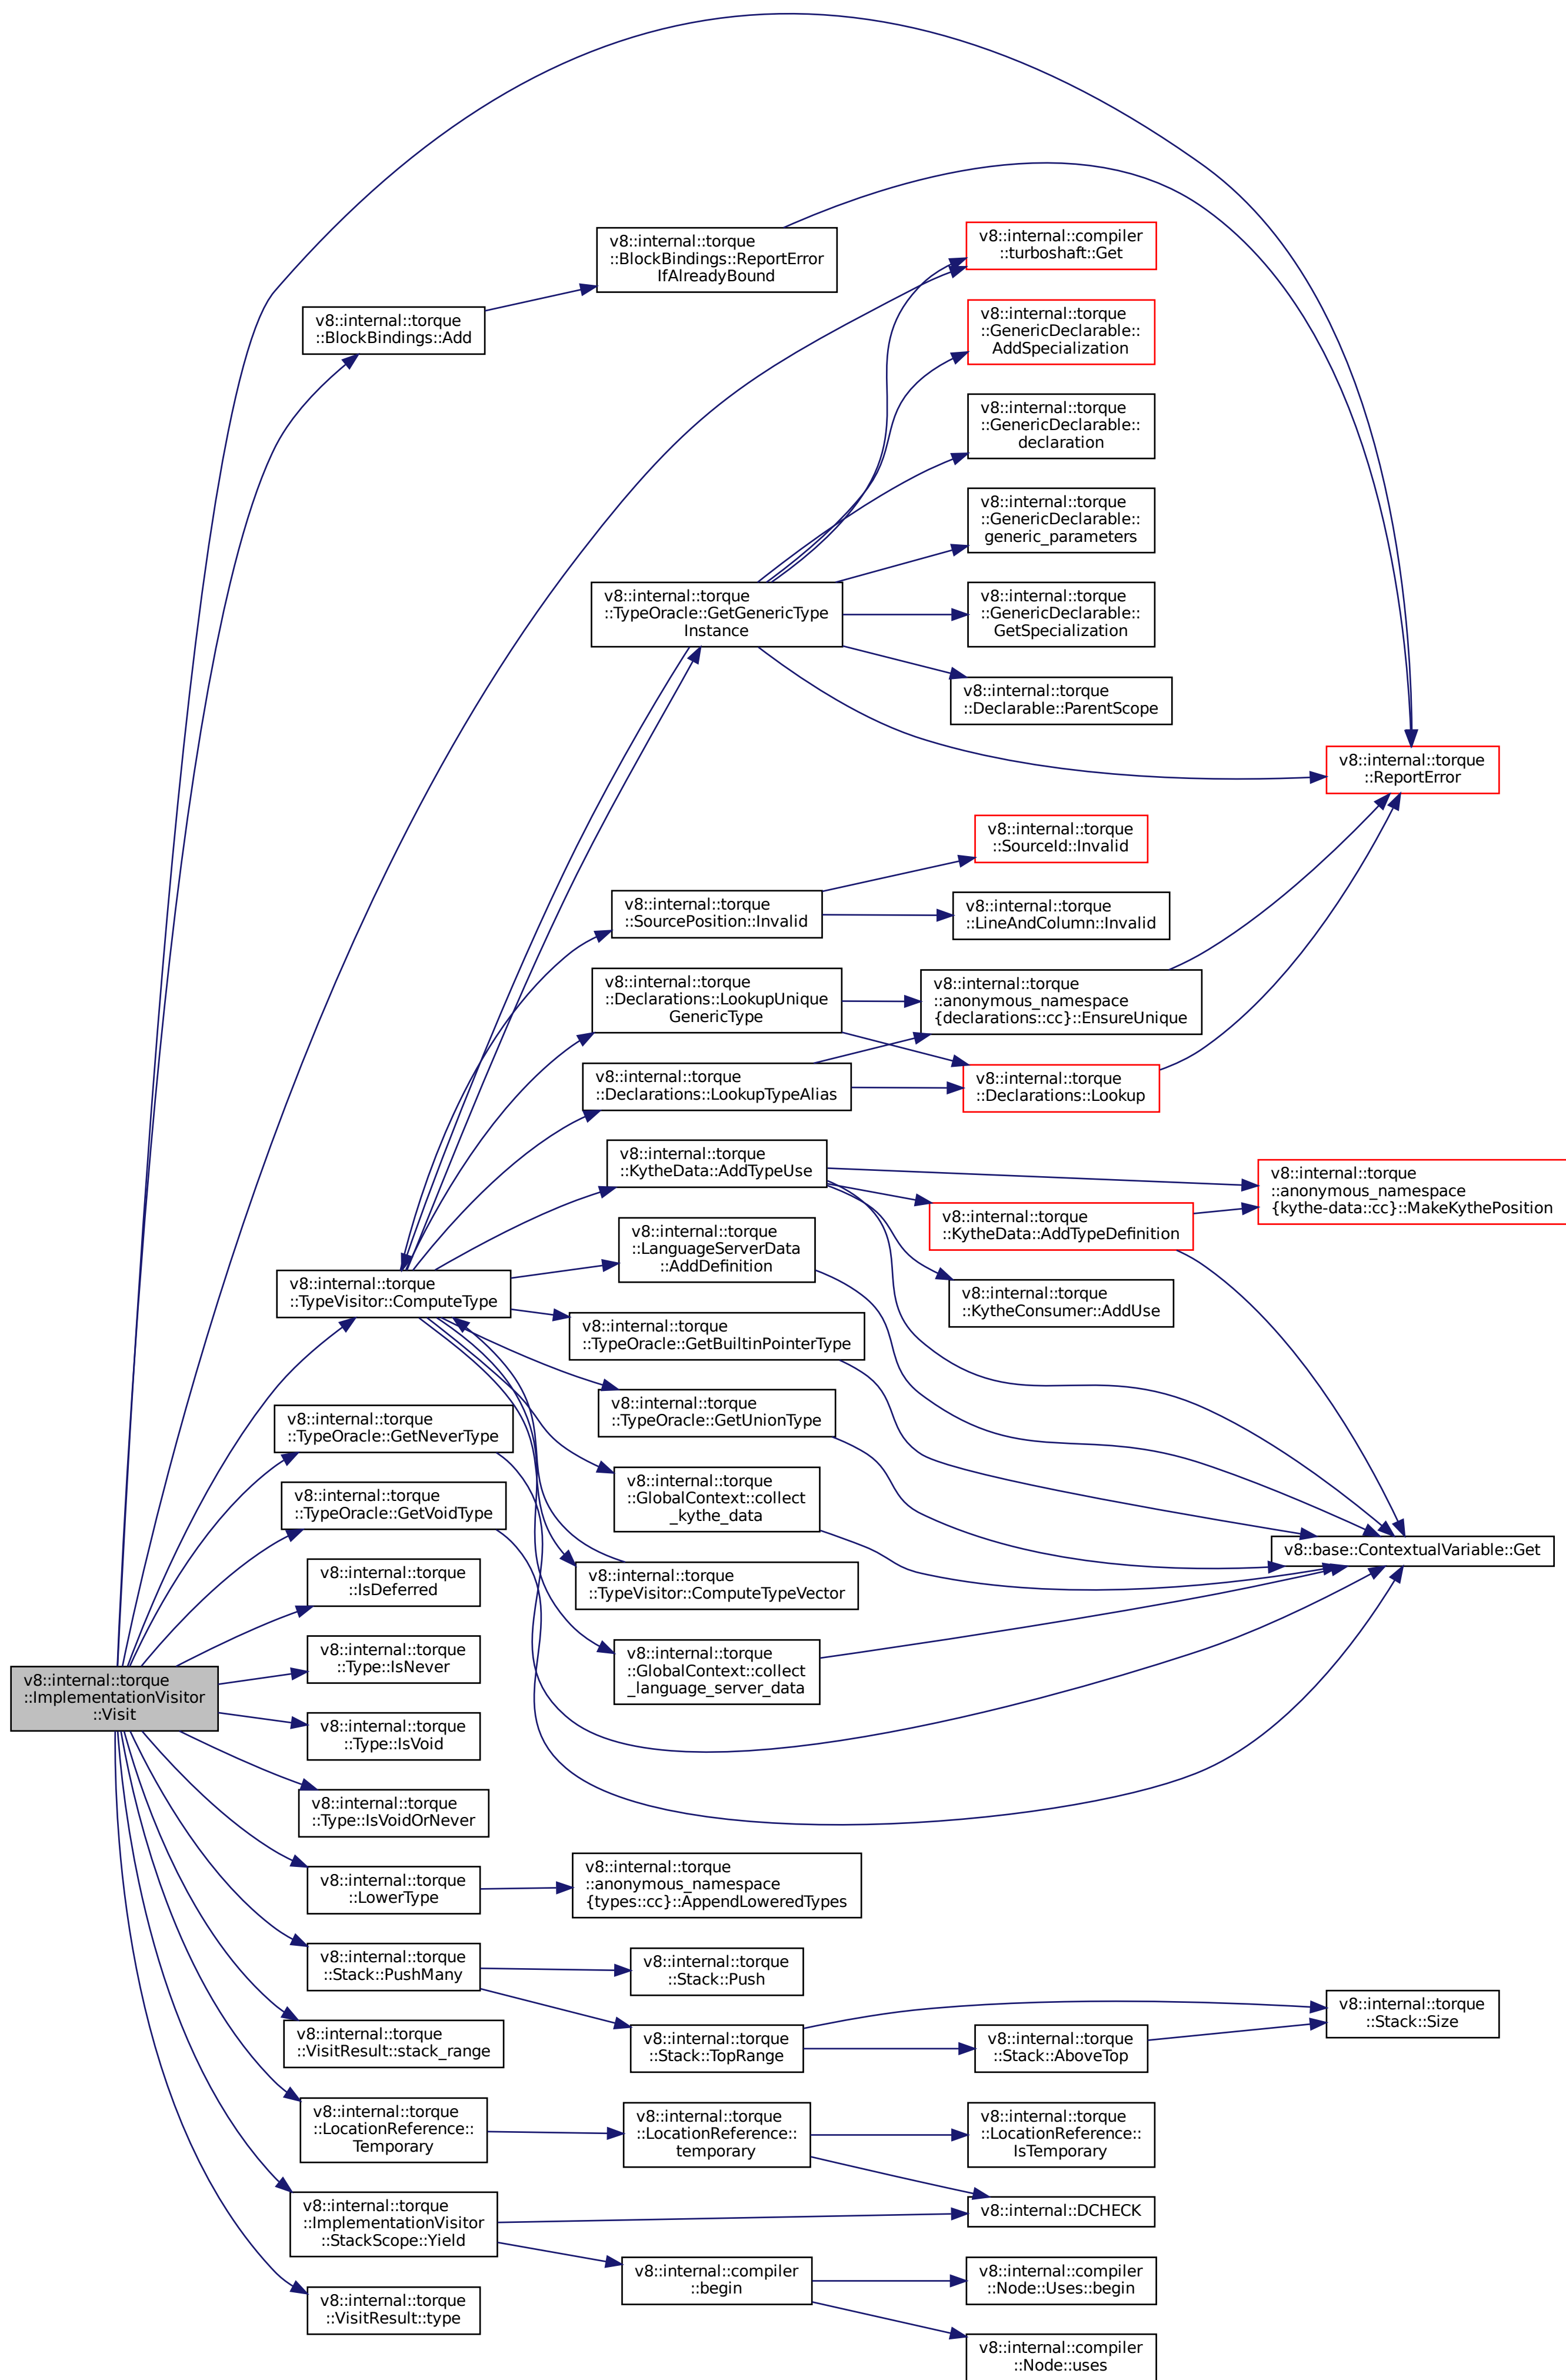 v8::internal::torque
::ImplementationVisitor
::Visit
v8::internal::torque
::BlockBindings::Add
v8::internal::torque
::BlockBindings::ReportError
IfAlreadyBound
v8::internal::compiler
::turboshaft::Get
v8::internal::torque
::GenericDeclarable::
AddSpecialization
v8::internal::torque
::GenericDeclarable::
declaration
v8::internal::torque
::GenericDeclarable::
generic_parameters
v8::internal::torque
::TypeOracle::GetGenericType
Instance
v8::internal::torque
::GenericDeclarable::
GetSpecialization
v8::internal::torque
::Declarable::ParentScope
v8::internal::torque
::ReportError
v8::internal::torque
::SourceId::Invalid
v8::internal::torque
::SourcePosition::Invalid
v8::internal::torque
::LineAndColumn::Invalid
v8::internal::torque
::Declarations::LookupUnique
GenericType
v8::internal::torque
::anonymous_namespace
{declarations::cc}::EnsureUnique
v8::internal::torque
::Declarations::LookupTypeAlias
v8::internal::torque
::Declarations::Lookup
v8::internal::torque
::KytheData::AddTypeUse
v8::internal::torque
::anonymous_namespace
{kythe-data::cc}::MakeKythePosition
v8::internal::torque
::KytheData::AddTypeDefinition
v8::internal::torque
::LanguageServerData
::AddDefinition
v8::internal::torque
::KytheConsumer::AddUse
v8::internal::torque
::TypeVisitor::ComputeType
v8::internal::torque
::TypeOracle::GetBuiltinPointerType
v8::internal::torque
::TypeOracle::GetUnionType
v8::internal::torque
::TypeOracle::GetNeverType
v8::internal::torque
::GlobalContext::collect
_kythe_data
v8::internal::torque
::TypeOracle::GetVoidType
v8::base::ContextualVariable::Get
v8::internal::torque
::IsDeferred
v8::internal::torque
::TypeVisitor::ComputeTypeVector
v8::internal::torque
::Type::IsNever
v8::internal::torque
::GlobalContext::collect
_language_server_data
v8::internal::torque
::Type::IsVoid
v8::internal::torque
::Type::IsVoidOrNever
v8::internal::torque
::LowerType
v8::internal::torque
::anonymous_namespace
{types::cc}::AppendLoweredTypes
v8::internal::torque
::Stack::PushMany
v8::internal::torque
::Stack::Push
v8::internal::torque
::VisitResult::stack_range
v8::internal::torque
::Stack::TopRange
v8::internal::torque
::Stack::AboveTop
v8::internal::torque
::Stack::Size
v8::internal::torque
::LocationReference::
Temporary
v8::internal::torque
::LocationReference::
temporary
v8::internal::torque
::LocationReference::
IsTemporary
v8::internal::DCHECK
v8::internal::torque
::ImplementationVisitor
::StackScope::Yield
v8::internal::compiler
::begin
v8::internal::compiler
::Node::Uses::begin
v8::internal::torque
::VisitResult::type
v8::internal::compiler
::Node::uses